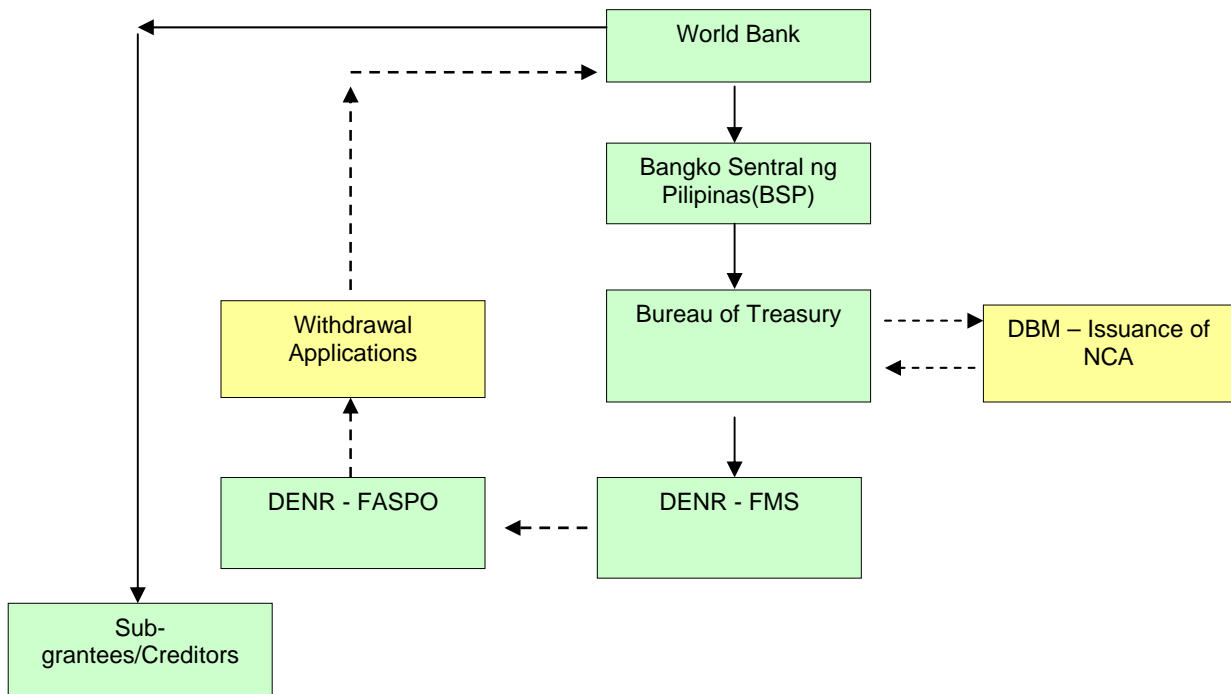 World Bank
Bangko Sentral ng
Pilipinas(BSP)
Withdrawal
Applications
Bureau of Treasury
DBM – Issuance of
NCA
DENR - FASPO
DENR - FMS
Sub-
grantees/Creditors